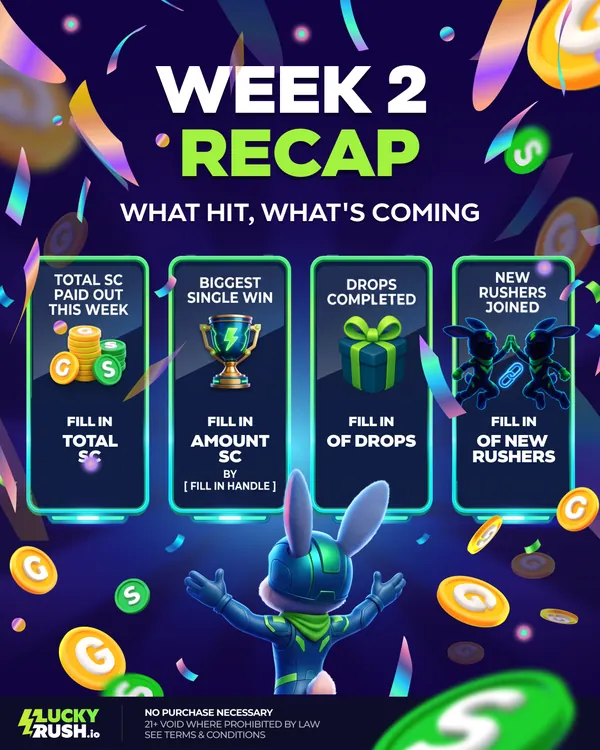 WEEK 2
RECAP
WHAT HIT, WHAT'S COMING
TOTAL SC
PAID OUT
THIS WEEK
G
S
FILL IN
TOTAL
SC
BIGGEST
SINGLE WIN
FILL IN
AMOUNT
SC
BY
[ FILL IN HANDLE ]
DROPS
COMPLETED
FILL IN
OF DROPS
NEW
RUSHERS
JOINED
FILL IN
OF NEW
RUSHERS
G
S
G
S
G
G
S
LUCKY
RUSH.io
NO PURCHASE NECESSARY
21+ VOID WHERE PROHIBITED BY LAW
SEE TERMS & CONDITIONS